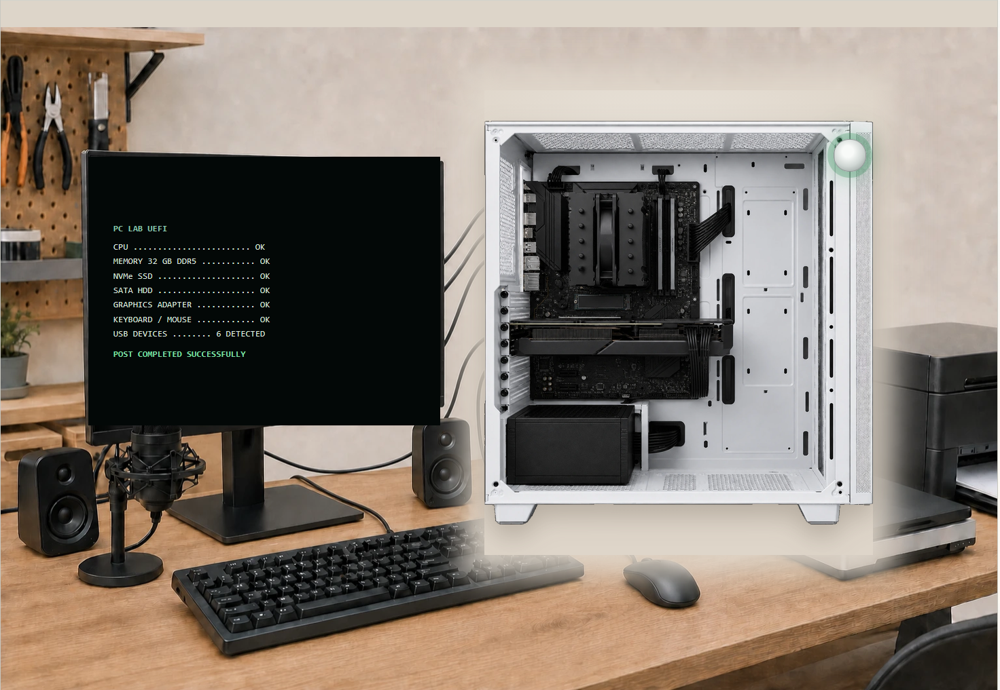 PC LAB UEFI
CPU ........................ OK
MEMORY 32 GB DDR5 ........... OK
NVMe SSD .................... OK
SATA HDD .................... OK
GRAPHICS ADAPTER ............ OK
KEYBOARD / MOUSE ............ OK
USB DEVICES ........ 6 DETECTED
POST COMPLETED SUCCESSFULLY